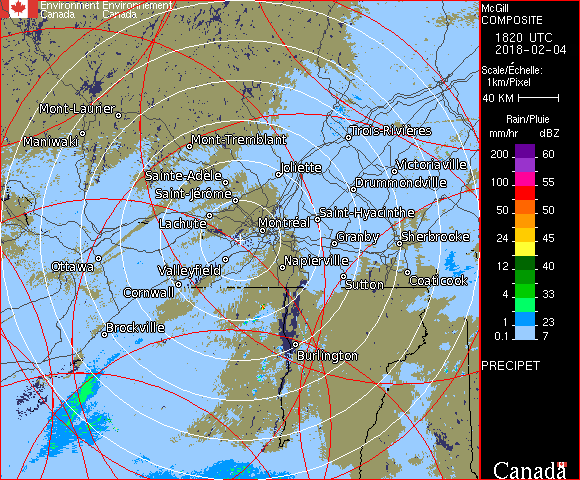 Environment Environnement
Canada Canada
McGill
COMPOSITE
1820 UTC
2018-02-04
Scale/Échelle:
1km/Pixel
40 KM
Rain/Pluie
mm/hr dBZ
200 60
100 55
50 50
24 45
12 40
4 33
1 23
0.1 7
PRECIPET
Canada
Mont-Laurier
Maniwaki
Mont-Tremblant
Trois-Rivières
Joliette
Victoriaville
Sainte-Adèle
Drummondville
Saint-Jérôme
Lachute
Saint-Hyacinthe
Montréal
Granby
Sherbrooke
Ottawa
Valleyfield
Napierville
Cornwall
Sutton
Coaticook
Brockville
Burlington